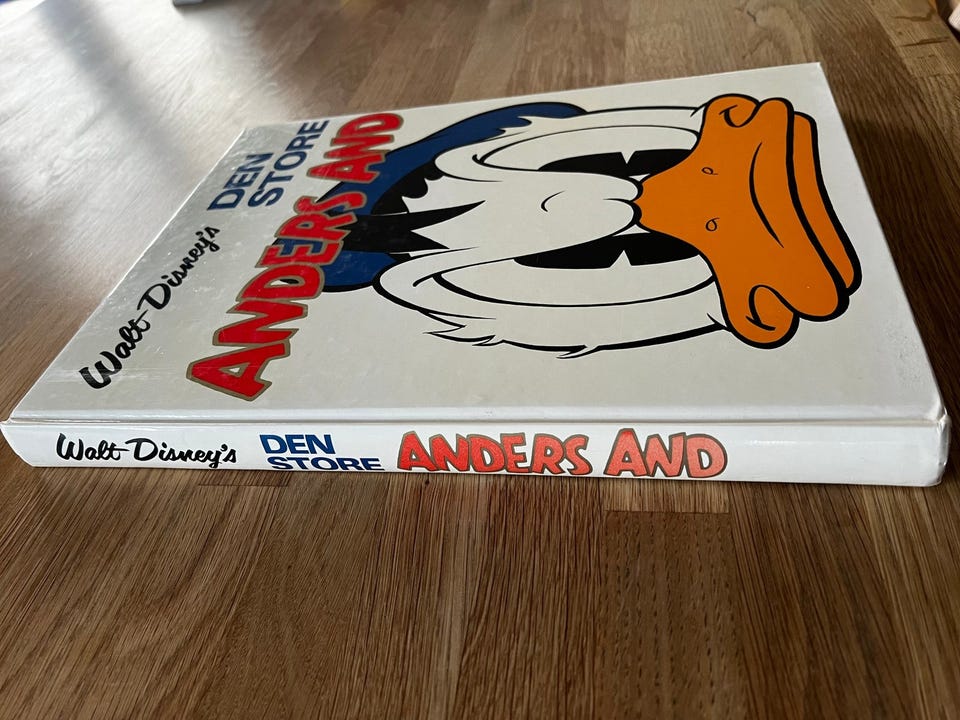 Walt Disney's
DEN
STORE
ANDERS AND
Walt Disney's
DEN
STORE
ANDERS AND